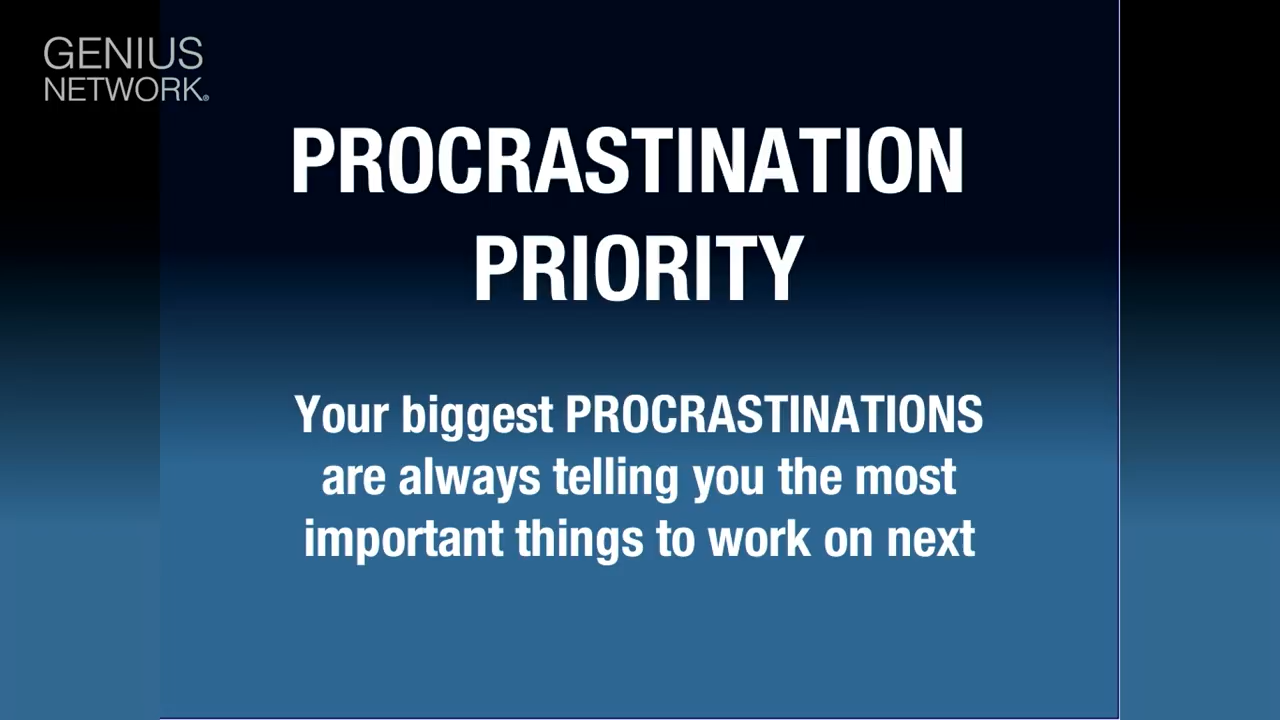 GENIUS
NETWORK®
PROCRASTINATION
PRIORITY
Your biggest PROCRASTINATIONS
are always telling you the most
important things to work on next